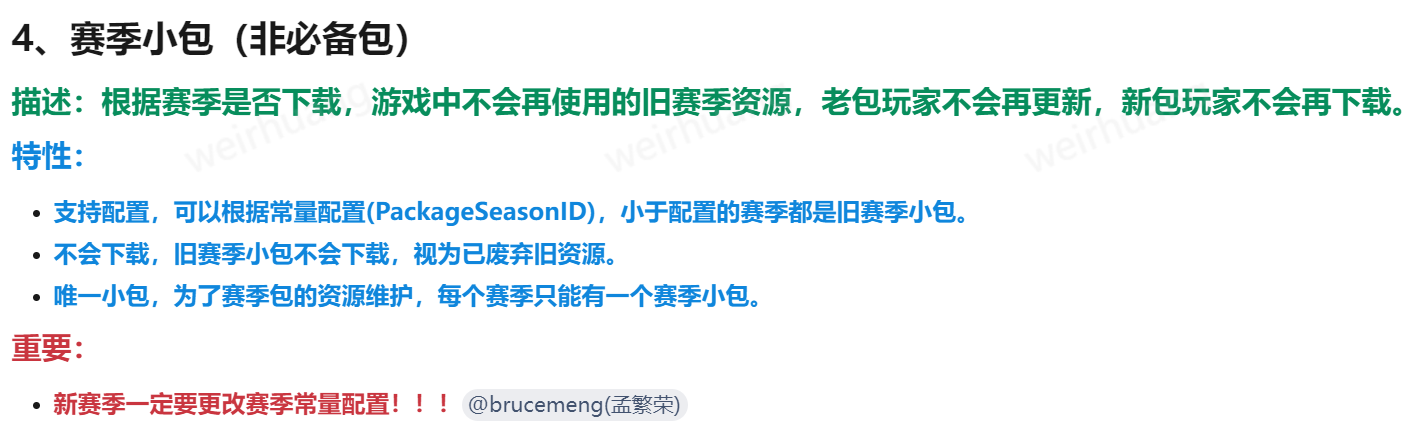 4、赛季小包（非必备包）
描述：根据赛季是否下载，游戏中不会再使用的旧赛季资源，老包玩家不会再更新，新包玩家不会再下载。
特性：
• 支持配置，可以根据常量配置(PackageSeasonID)，小于配置的赛季都是旧赛季小包。
• 不会下载，旧赛季小包不会下载，视为已废弃旧资源。
• 唯一小包，为了赛季包的资源维护，每个赛季只能有一个赛季小包。
重要：
• 新赛季一定要更改赛季常量配置！！！ @brucemeng(孟繁荣)
weirhuang
weirhuang
weirhuang